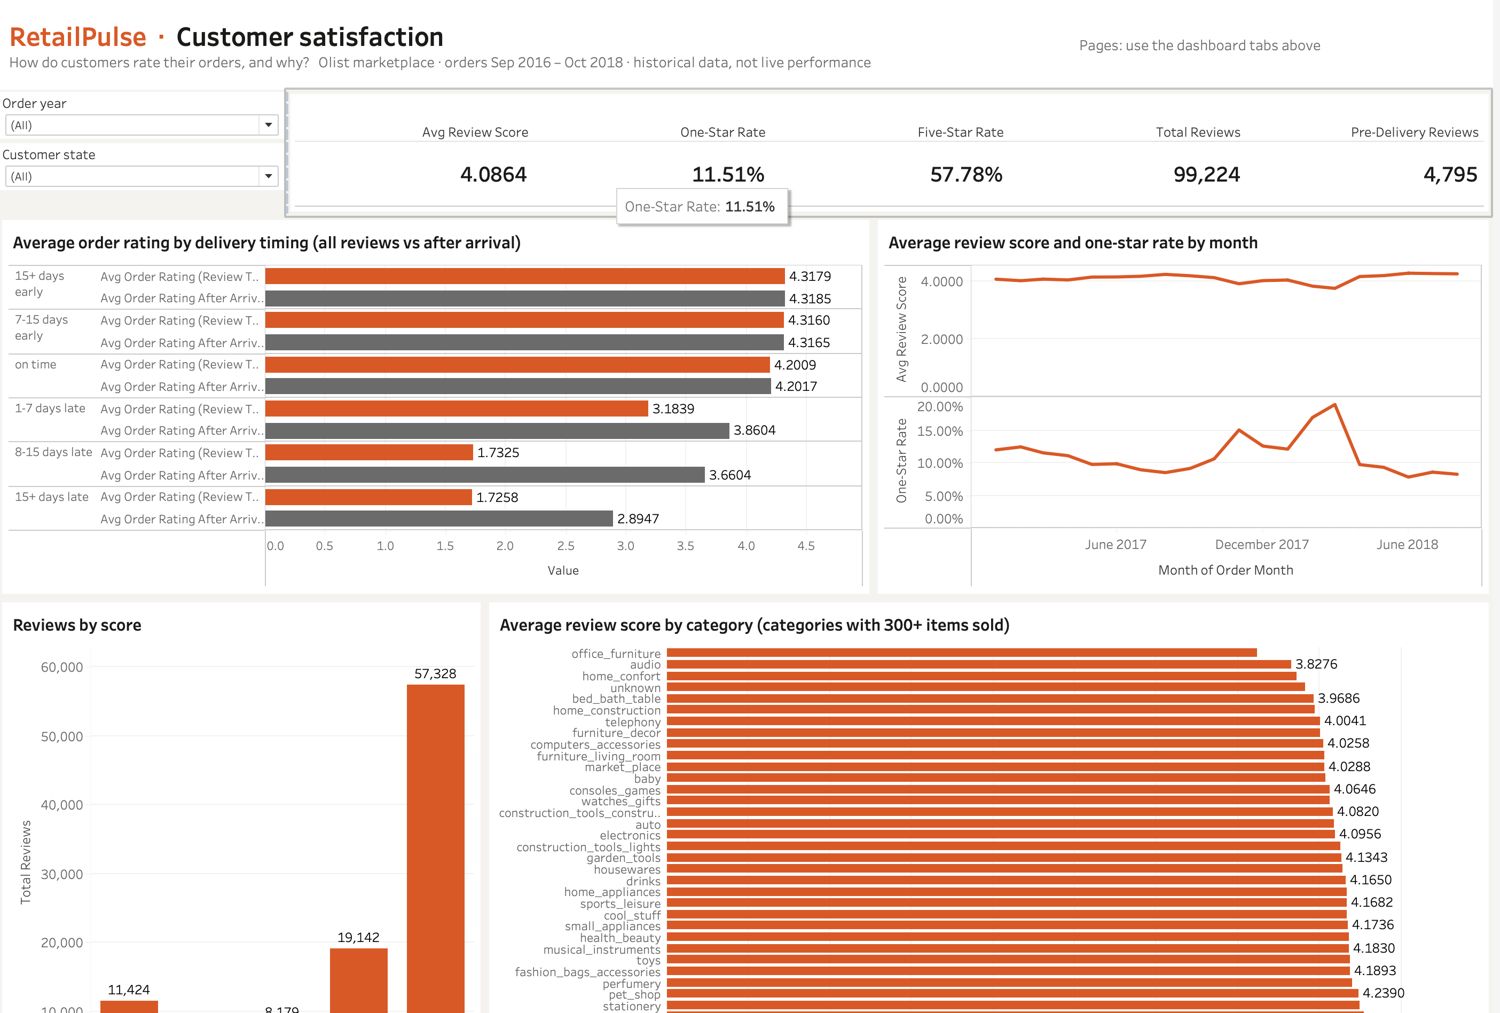 RetailPulse · Customer satisfaction
How do customers rate their orders, and why? Olist marketplace · orders Sep 2016 – Oct 2018 · historical data, not live performance
Pages: use the dashboard tabs above
Order year
(All)
Customer state
(All)
Avg Review Score One-Star Rate Five-Star Rate Total Reviews Pre-Delivery Reviews
4.0864 11.51% 57.78% 99,224 4,795
One-Star Rate: 11.51%
Average order rating by delivery timing (all reviews vs after arrival)
15+ days early
Avg Order Rating (Review T.. 4.3179
Avg Order Rating After Arriv.. 4.3185
7-15 days early
Avg Order Rating (Review T.. 4.3160
Avg Order Rating After Arriv.. 4.3165
on time
Avg Order Rating (Review T.. 4.2009
Avg Order Rating After Arriv.. 4.2017
1-7 days late
Avg Order Rating (Review T.. 3.1839
Avg Order Rating After Arriv.. 3.8604
8-15 days late
Avg Order Rating (Review T.. 1.7325
Avg Order Rating After Arriv.. 3.6604
15+ days late
Avg Order Rating (Review T.. 1.7258
Avg Order Rating After Arriv.. 2.8947
0.0 0.5 1.0 1.5 2.0 2.5 3.0 3.5 4.0 4.5
Value
Average review score and one-star rate by month
Avg Review Score
4.0000
2.0000
0.0000
One-Star Rate
20.00%
15.00%
10.00%
5.00%
0.00%
June 2017 December 2017 June 2018
Month of Order Month
Reviews by score
Total Reviews
60,000
50,000
40,000
30,000
20,000
10,000
11,424
8,179
19,142
57,328
Average review score by category (categories with 300+ items sold)
office_furniture
audio 3.8276
home_confort
unknown
bed_bath_table 3.9686
home_construction
telephony 4.0041
furniture_decor
computers_accessories 4.0258
furniture_living_room
market_place 4.0288
baby
consoles_games 4.0646
watches_gifts
construction_tools_constru.. 4.0820
auto
electronics 4.0956
construction_tools_lights
garden_tools 4.1343
housewares
drinks 4.1650
home_appliances
sports_leisure 4.1682
cool_stuff
small_appliances 4.1736
health_beauty
musical_instruments 4.1830
toys
fashion_bags_accessories 4.1893
perfumery
pet_shop 4.2390
stationery